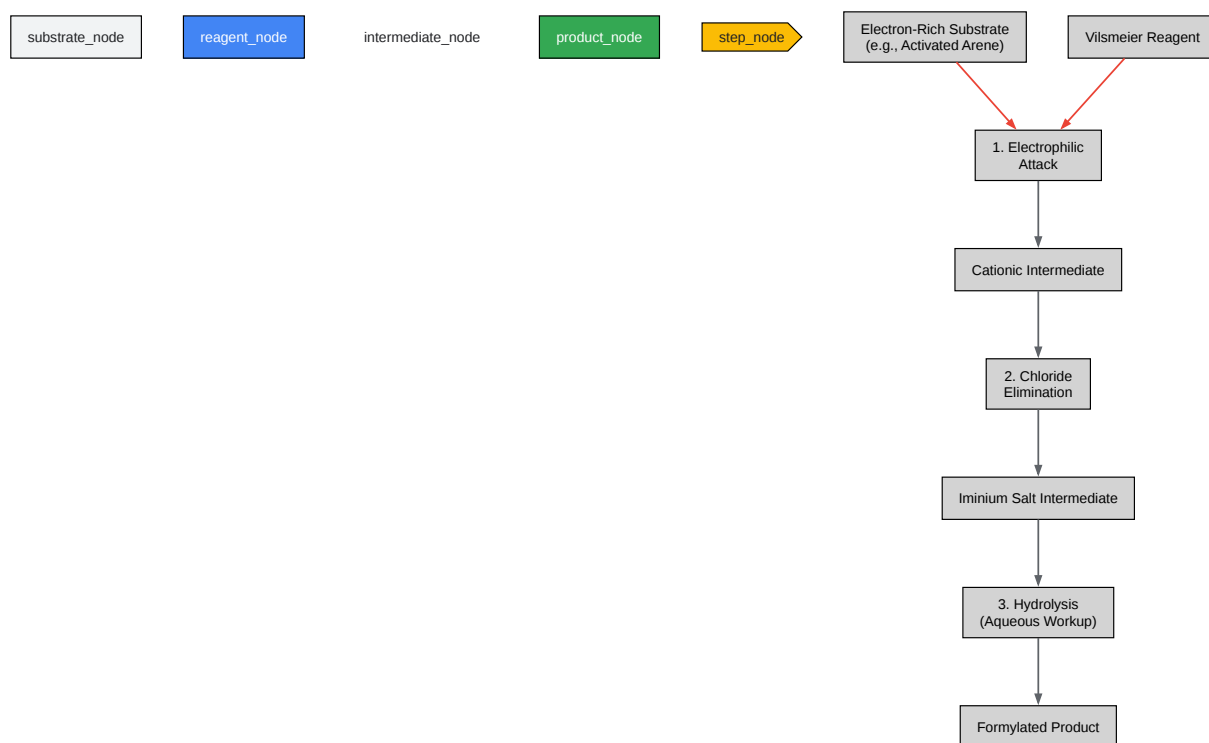 substrate_node
reagent_node
intermediate_node
product_node
step_node
Electron-Rich Substrate
(e.g., Activated Arene)
Vilsmeier Reagent
1. Electrophilic
Attack
Cationic Intermediate
2. Chloride
Elimination
Iminium Salt Intermediate
3. Hydrolysis
(Aqueous Workup)
Formylated Product